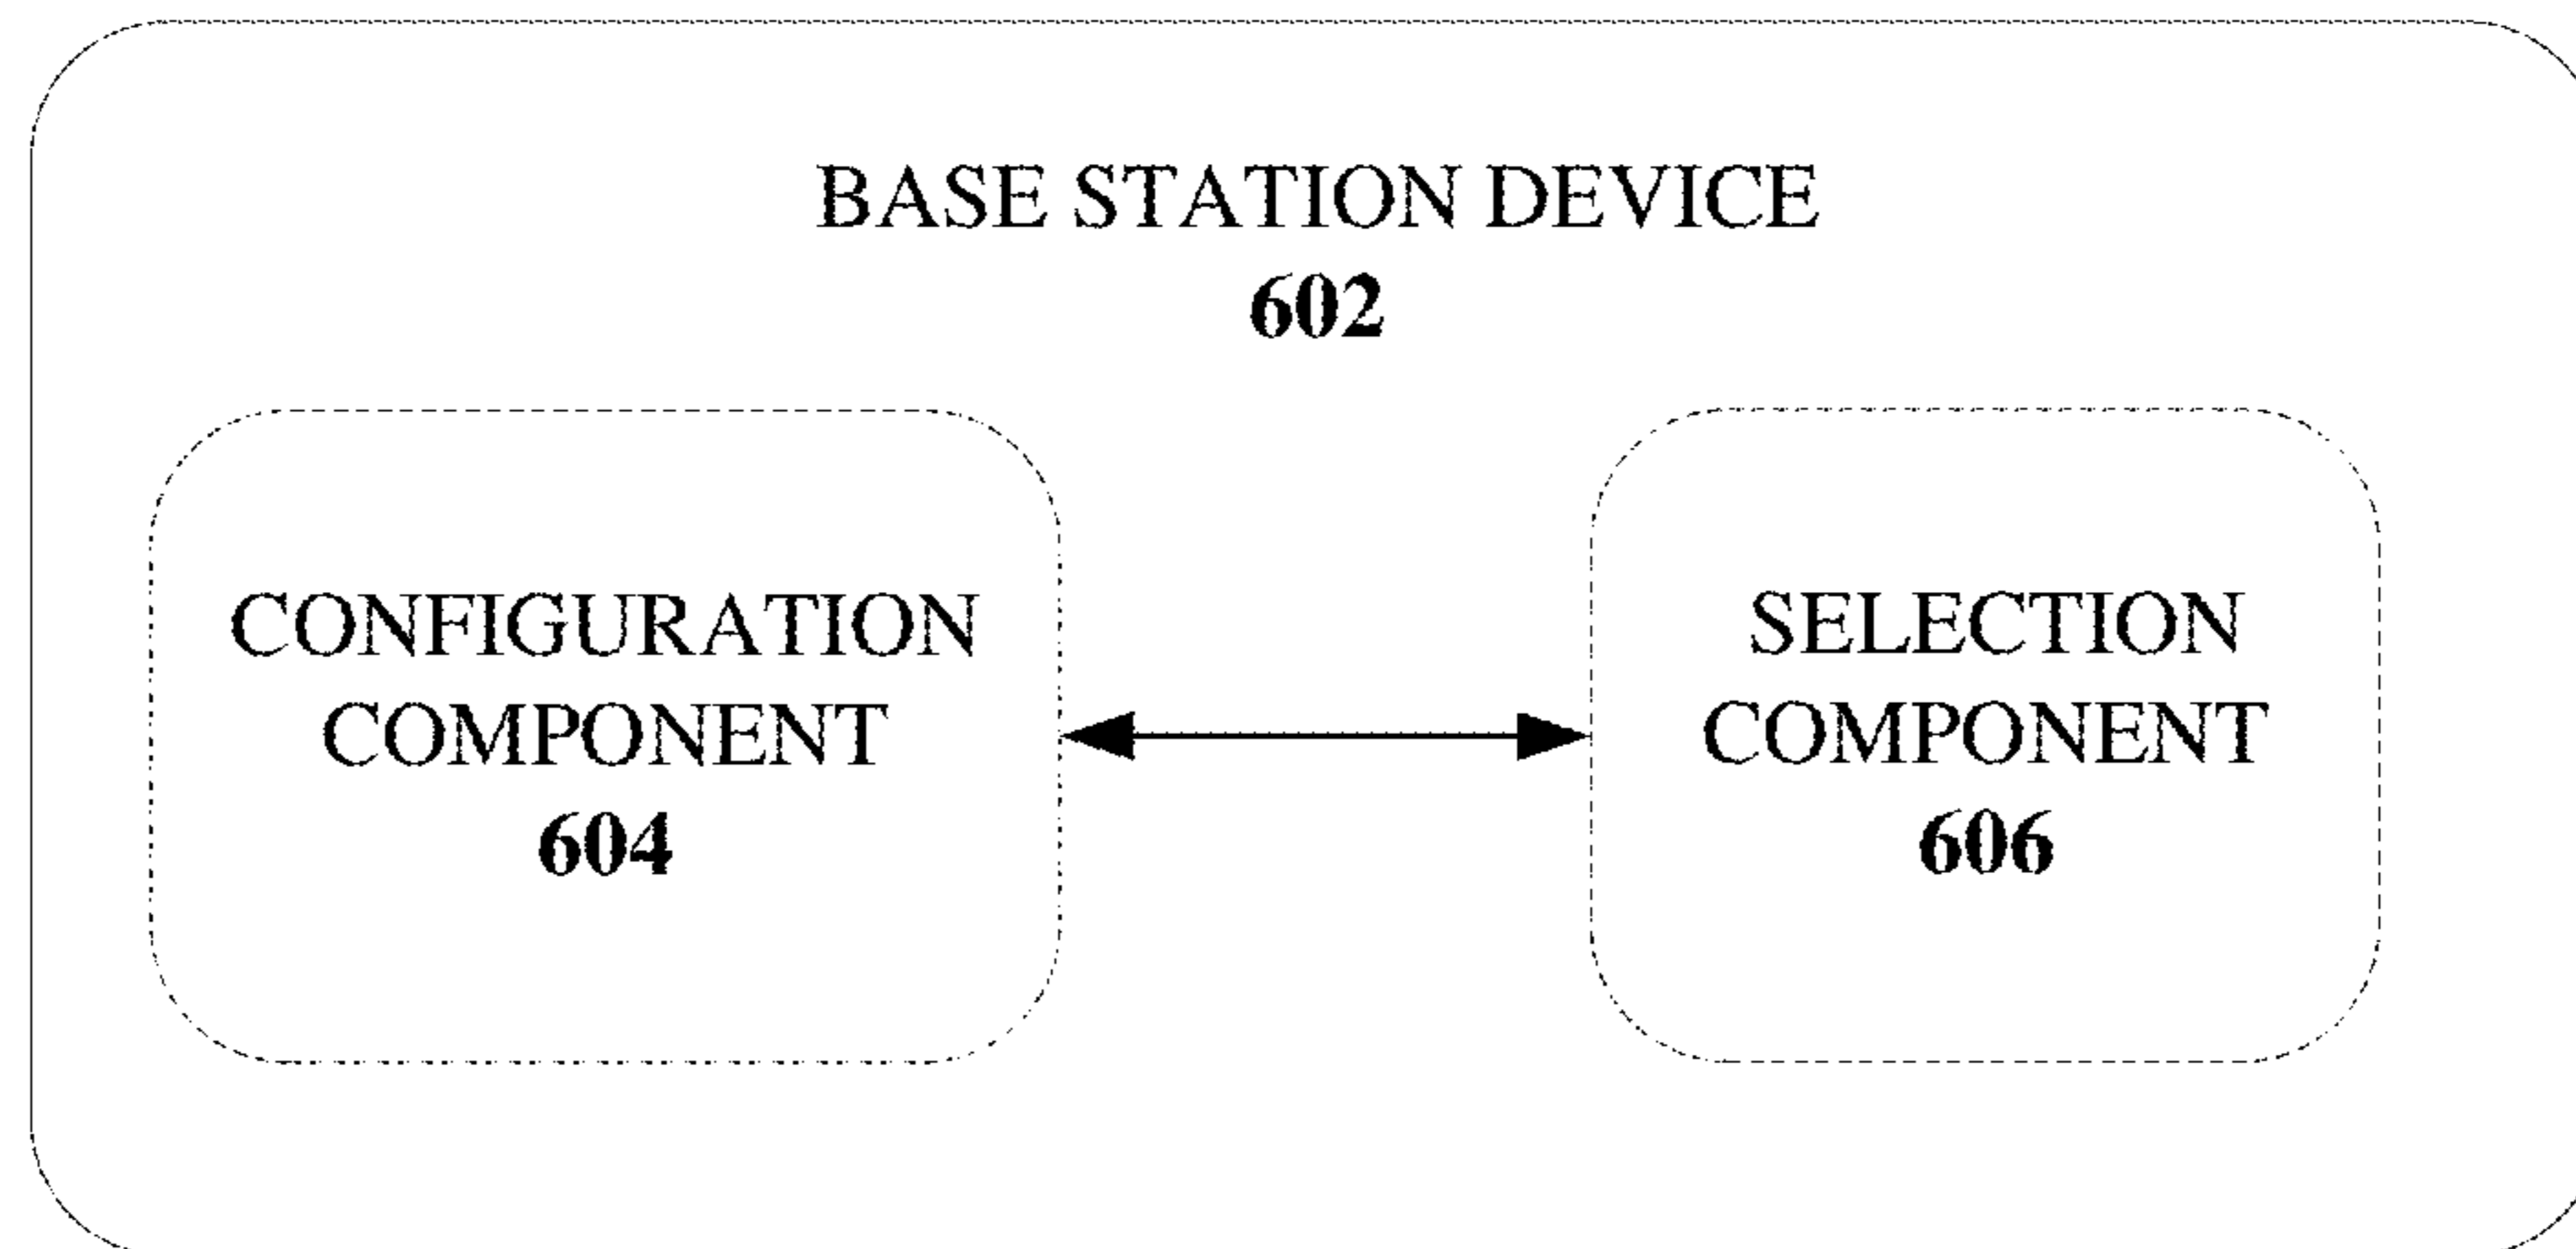 BASE STATION DEVICE
602
CONFIGURATION
COMPONENT
604
SELECTION
COMPONENT
606